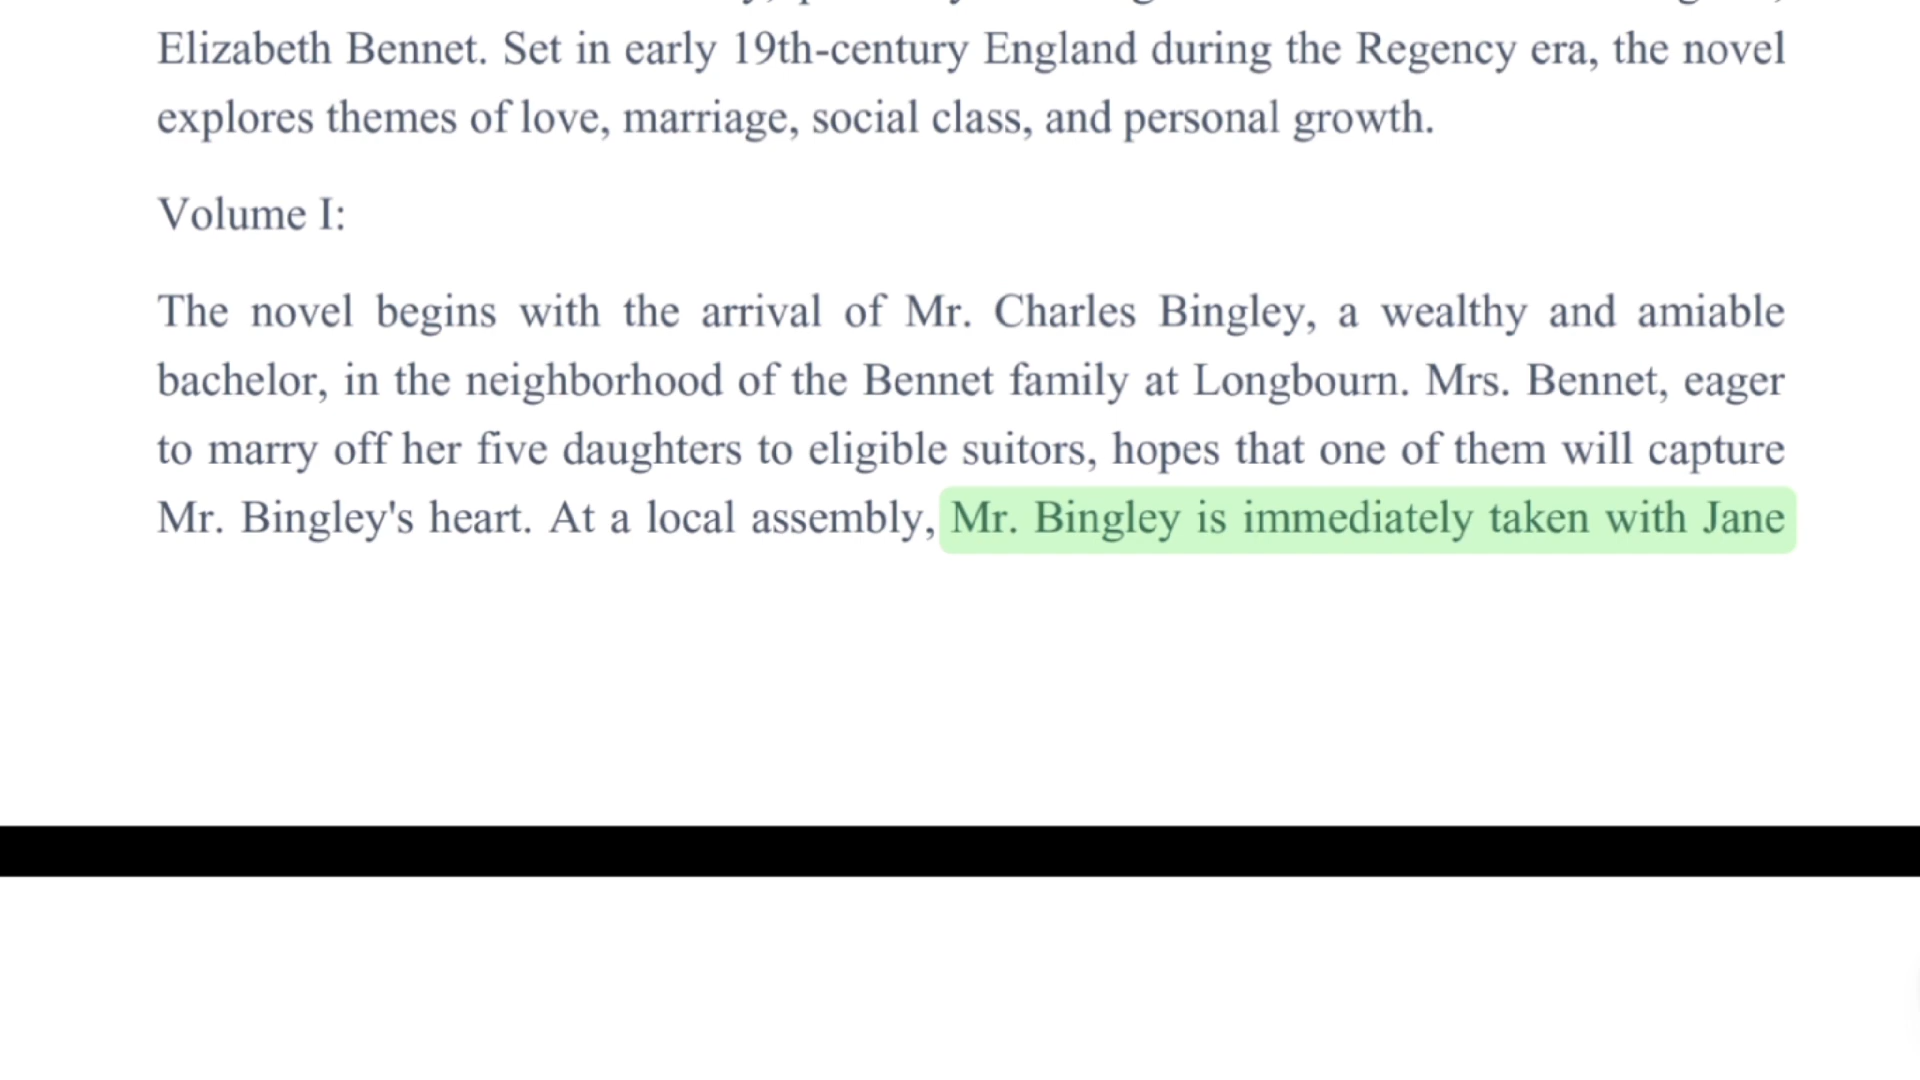 Elizabeth Bennet. Set in early 19th-century England during the Regency era, the novel
explores themes of love, marriage, social class, and personal growth.
Volume I:
The novel begins with the arrival of Mr. Charles Bingley, a wealthy and amiable
bachelor, in the neighborhood of the Bennet family at Longbourn. Mrs. Bennet, eager
to marry off her five daughters to eligible suitors, hopes that one of them will capture
Mr. Bingley's heart. At a local assembly, Mr. Bingley is immediately taken with Jane